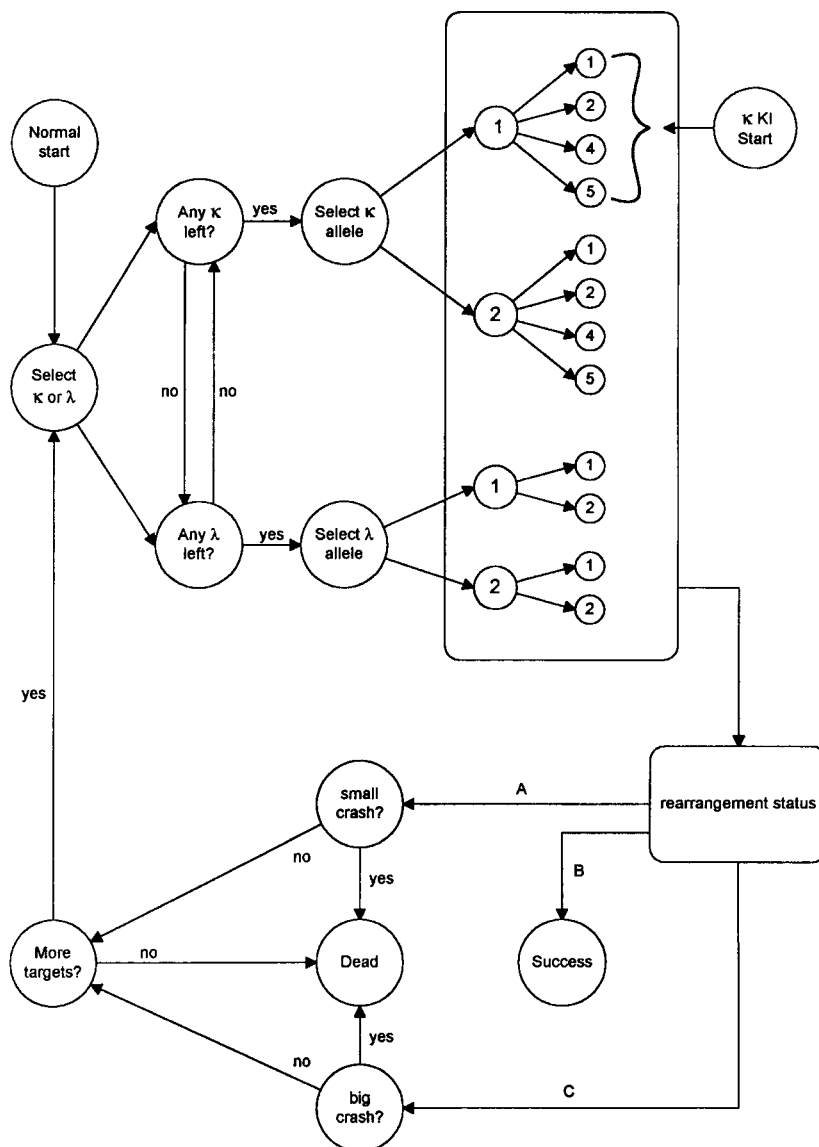 Normal
start
Any κ
left?
yes
Select κ
allele
1
1
2
4
5
κ KI
Start
2
1
2
4
5
Select
κ or λ
no
no
Any λ
left?
yes
Select λ
allele
1
1
2
2
1
2
yes
small
crash?
A
rearrangement status
no
yes
B
More
targets?
no
Dead
Success
no
yes
big
crash?
C